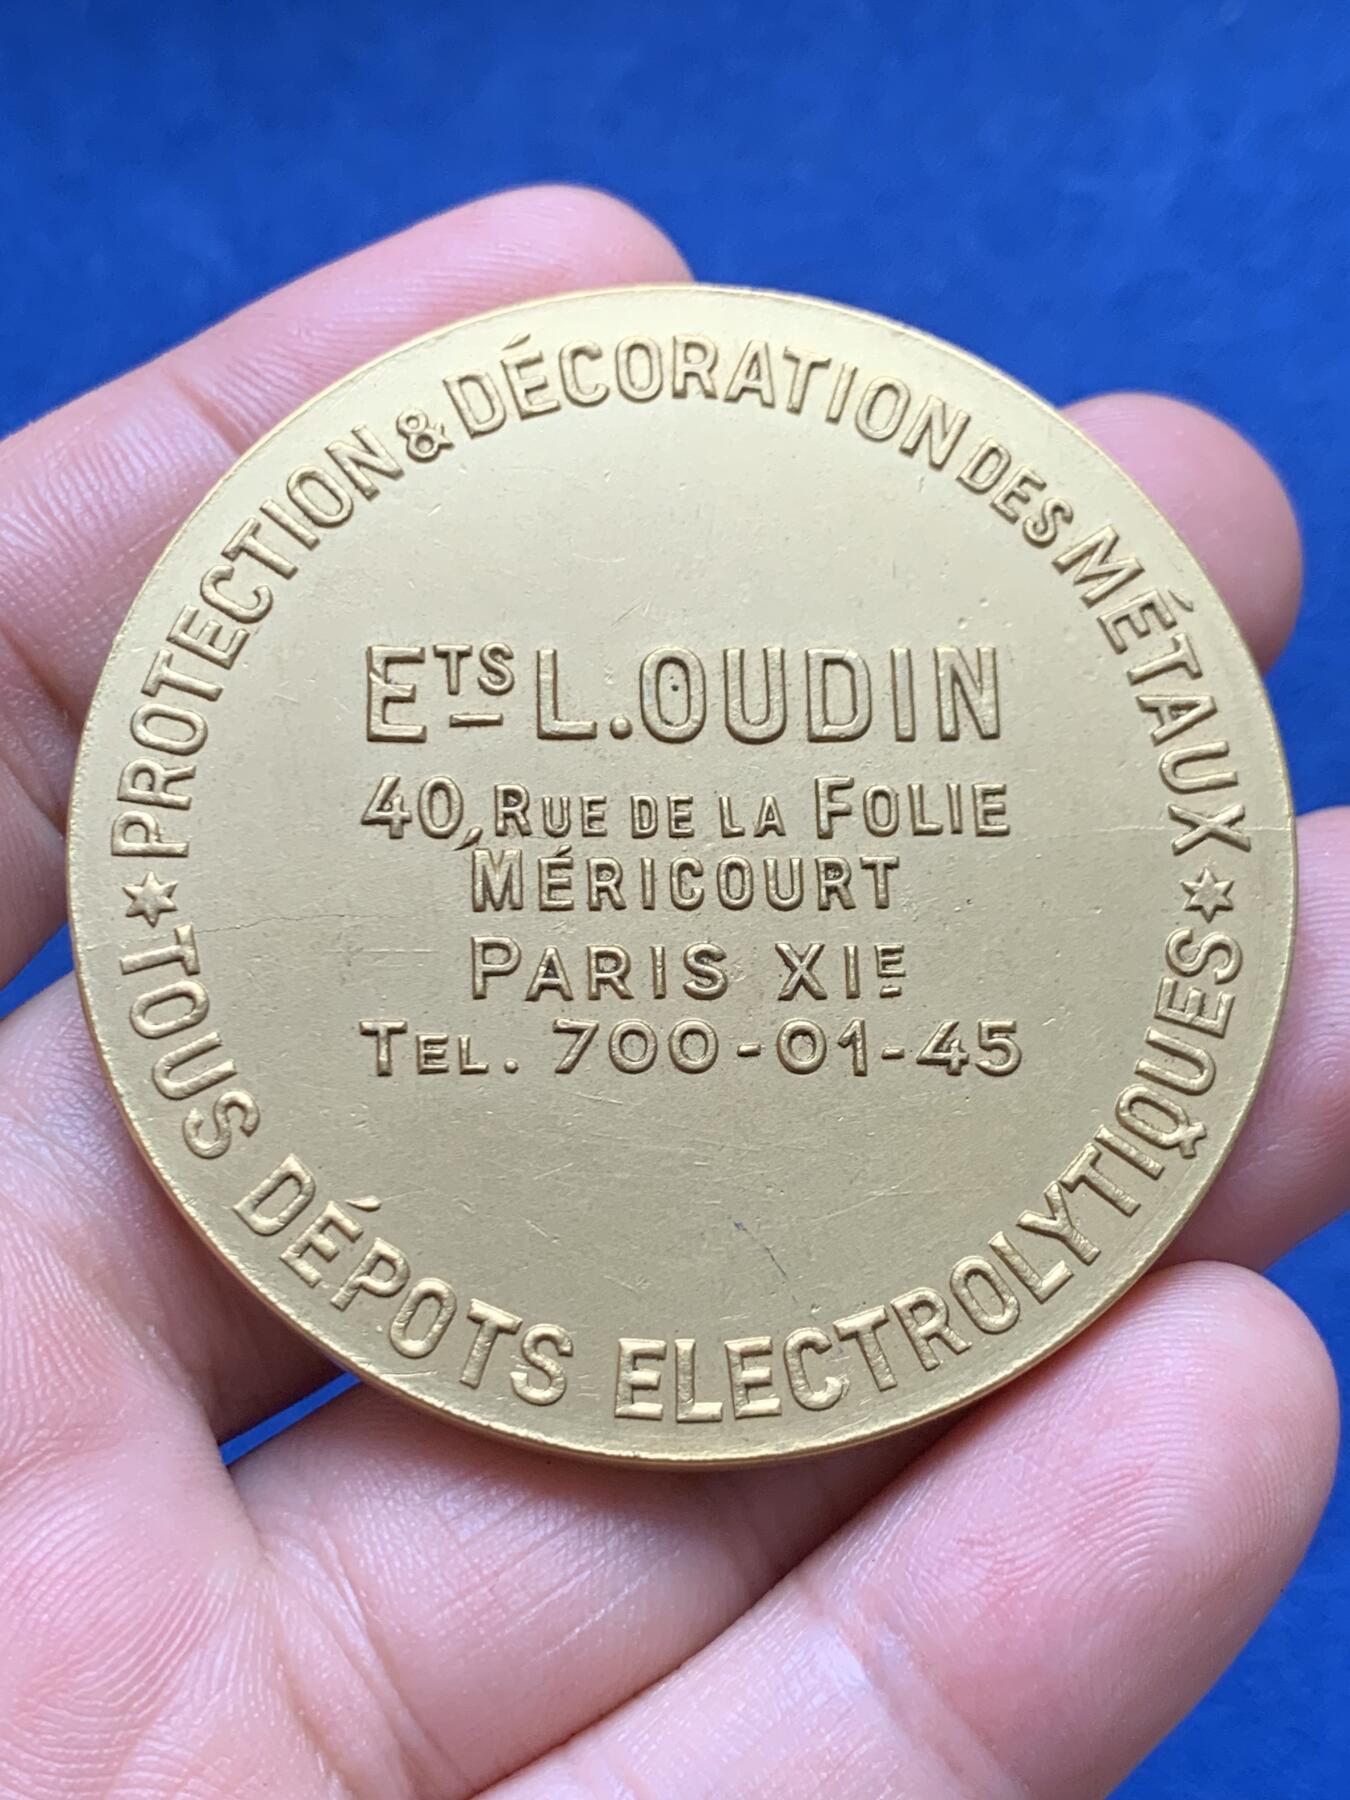 PROTECTION & DÉCORATION DES MÉTAUX
ETS L. OUDIN
40, RUE DE LA FOLIE
MÉRICOURT
PARIS XIE
TEL. 700-01-45
TOUS DÉPOTS ELECTROLYTIQUES